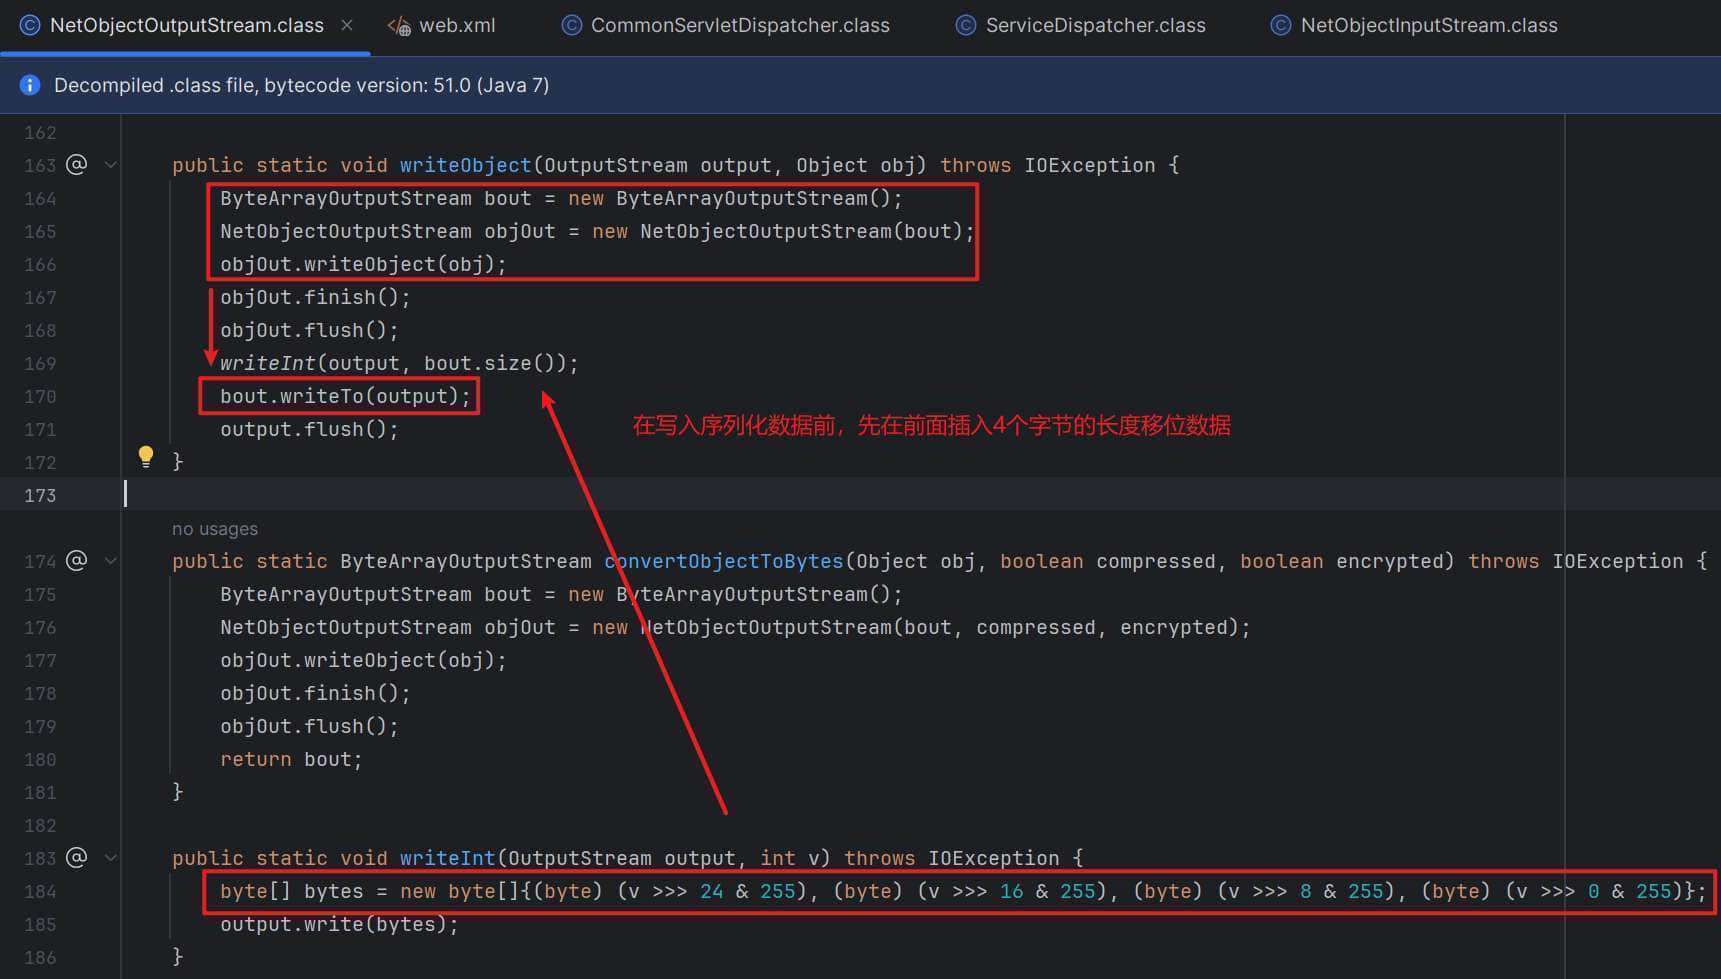 NetObjectOutputStream.class
web.xml
CommonServletDispatcher.class
ServiceDispatcher.class
NetObjectInputStream.class
Decompiled .class file, bytecode version: 51.0 (Java 7)
162
163 public static void writeObject(OutputStream output, Object obj) throws IOException {
164 ByteArrayOutputStream bout = new ByteArrayOutputStream();
165 NetObjectOutputStream objOut = new NetObjectOutputStream(bout);
166 objOut.writeObject(obj);
167 objOut.finish();
168 objOut.flush();
169 writeInt(output, bout.size());
170 bout.writeTo(output);
在写入序列化数据前，先在前面插入4个字节的长度移位数据
171 output.flush();
172 }
173
no usages
174 public static ByteArrayOutputStream convertObjectToBytes(Object obj, boolean compressed, boolean encrypted) throws IOException {
175 ByteArrayOutputStream bout = new ByteArrayOutputStream();
176 NetObjectOutputStream objOut = new NetObjectOutputStream(bout, compressed, encrypted);
177 objOut.writeObject(obj);
178 objOut.finish();
179 objOut.flush();
180 return bout;
181 }
182
183 public static void writeInt(OutputStream output, int v) throws IOException {
184 byte[] bytes = new byte[]{(byte) (v >>> 24 & 255), (byte) (v >>> 16 & 255), (byte) (v >>> 8 & 255), (byte) (v >>> 0 & 255)};
185 output.write(bytes);
186 }